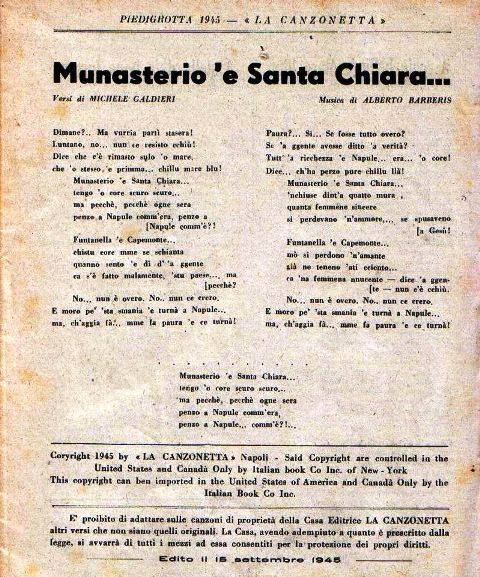 PIEDIGROTTA 1945 — « LA CANZONETTA »
Munasterio 'e Santa Chiara...
Versi di MICHELE GALDIERI
Musica di ALBERTO BARBERIS
Dimane?.. Ma vurria partì stasera!
Luntano, no... nun ce resisto echiù!
Dice che c'è rimasto sulo 'o mare,
che 'o stesso 'e primma... chillu mare blu!
Munasterio 'e Santa Chiara...
tengo 'o core scuro scuro...
ma pecchè, pecchè ogne sera
penzo a Napule comm'era, penzo a
[Napule comm'è?!
Funtanella 'e Capemonte...
chistu core mme se schianta
quanno sento 'e dì d' 'a ggente
ca s'è fatto malamente, 'stu paese... ma
[pecchè?
No... nun è overo. No.. nun ce crero.
E moro pe' 'sta smania 'e turnà a Napule...
ma, ch'aggia fà!... mme fa paura 'e ce turnà!
Paura?... Sì... Se fosse tutto overo?
Se 'a ggente avesse ditto 'a verità?
Tutt' 'a ricchezza 'e Napule... era... 'o core!
Dice... ch'ha perzo pure chillu llà!
Munasterio 'e Santa Chiara...
'nchiuse dint'a quatto mura,
quanta femmene sincere
si perdevano n'ammore,... se spusaveno
[a Gesù!
Funtanella 'e Capemonte...
mò si perdono n'amante
già ne teneno 'ati ciento...
ca 'na femmena nnucente — dice 'a ggen-
[te — nun c'è cchiù.
No... nun è overo. No.. nun ce crero.
E moro pe' 'sta smania 'e turnà a Napule...
ma, ch'aggia fà!... mme fa paura 'e ce turnà!
Munasterio 'e Santa Chiara...
tengo 'o core scuro scuro...
ma pecchè, pecchè ogne sera
penzo a Napule comm'era,
penzo a Napule... comm'è?!...
Coryright 1945 by « LA CANZONETTA » Napoli - Said Copyright are controlled in the
United States and Canadà Only by Italian book Co Inc. of New - York
This copyright can ben imported in the United States of America and Canadà Only by the
Italian Book Co Inc.
E' proibito di adattare sulle canzoni di proprietà della Casa Editrice LA CANZONETTA
altri versi che non siano quelli originali. La Casa, avendo adempiuto a quanto è prescritto dalla
legge, si avvarrà di tutti i mezzi ad essa consentiti per la protezione dei propri diritti.
Edito il 15 settembre 1945